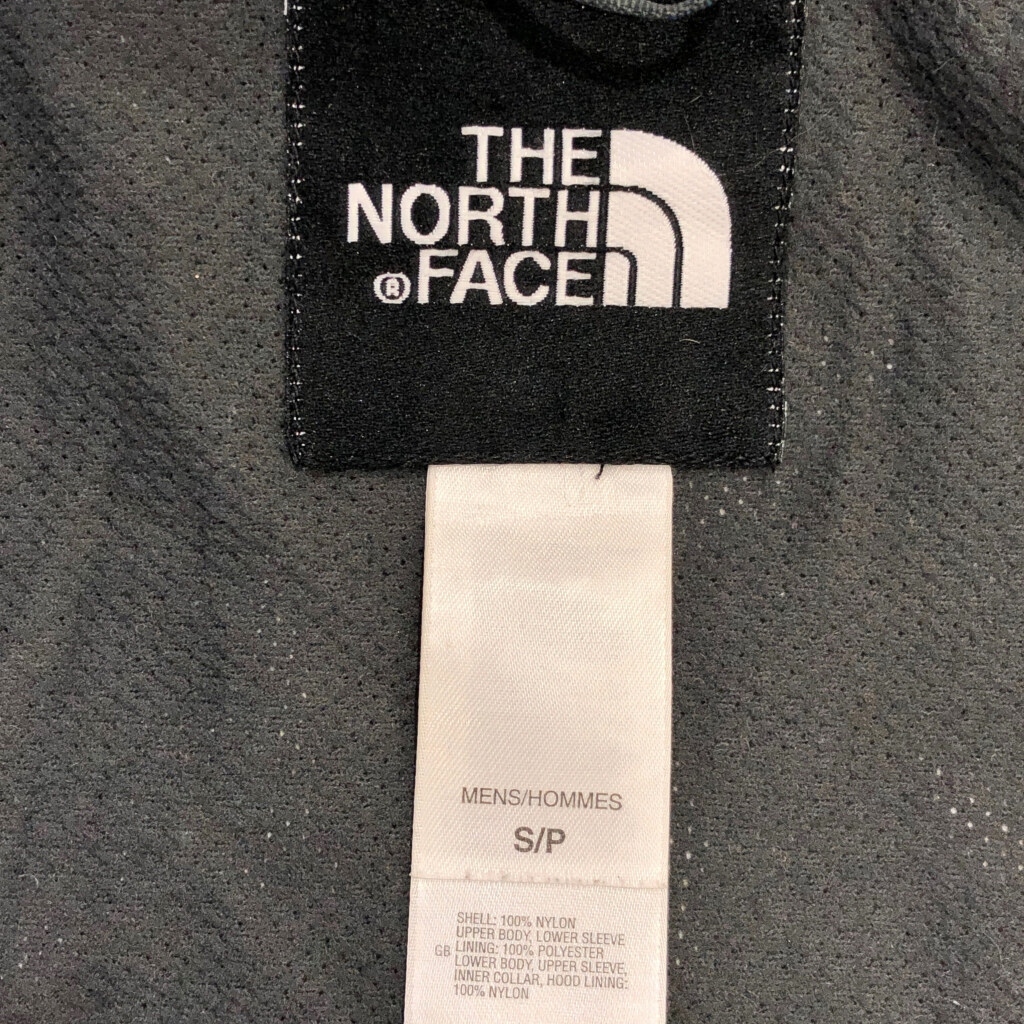 THE
NORTH
®FACE
MENS/HOMMES
S/P
SHELL: 100% NYLON
UPPER BODY, LOWER SLEEVE
GB LINING: 100% POLYESTER
LOWER BODY, UPPER SLEEVE,
INNER COLLAR, HOOD LINING:
100% NYLON